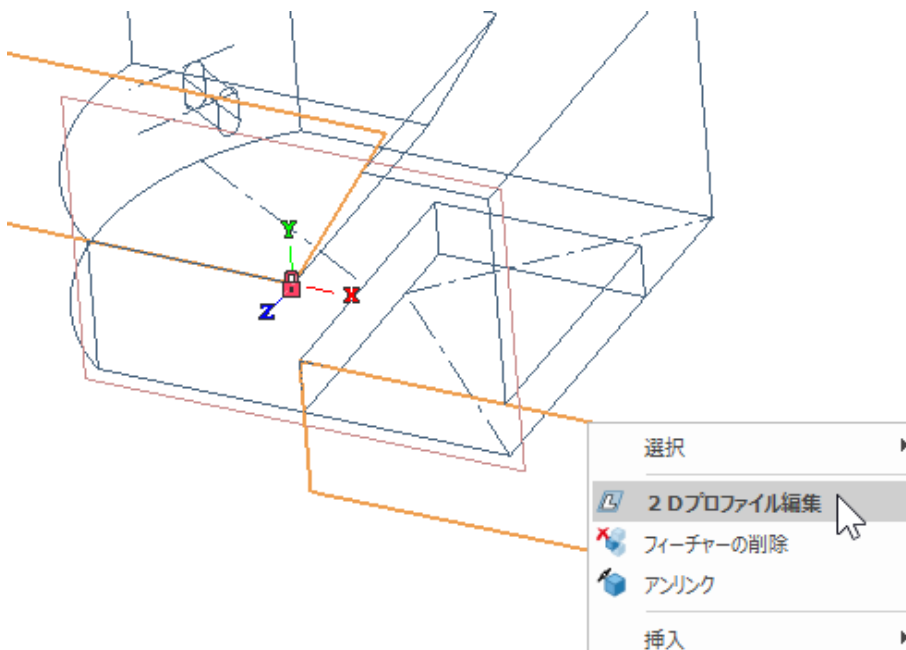 Y
X
Z
選択
２Dプロファイル編集
フィーチャーの削除
アンリンク
挿入